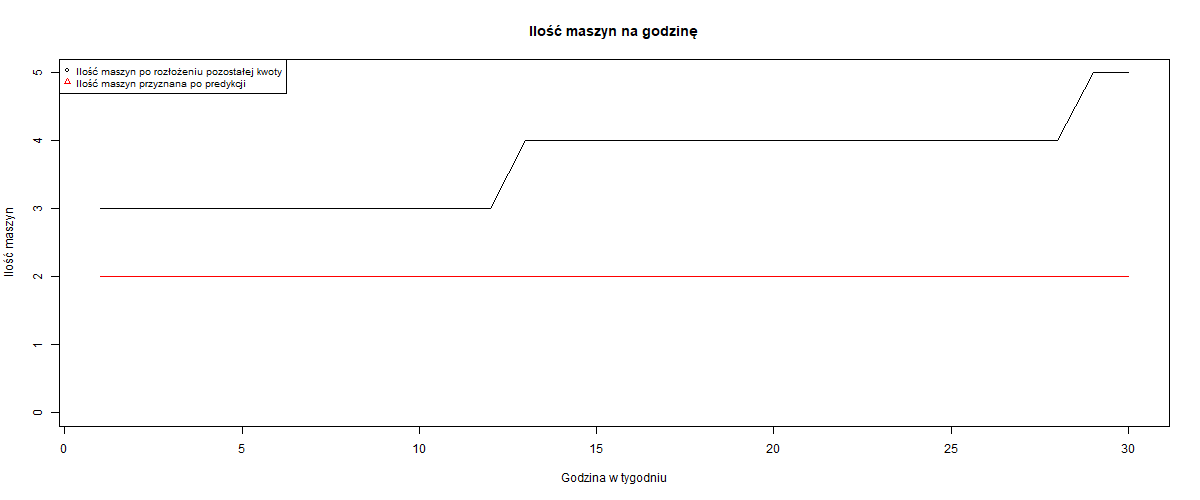 Ilość maszyn na godzinę
Ilość maszyn po rozłożeniu pozostałej kwoty
Ilość maszyn przyznana po predykcji
Ilość maszyn
5
4
3
2
1
0
0 5 10 15 20 25 30
Godzina w tygodniu